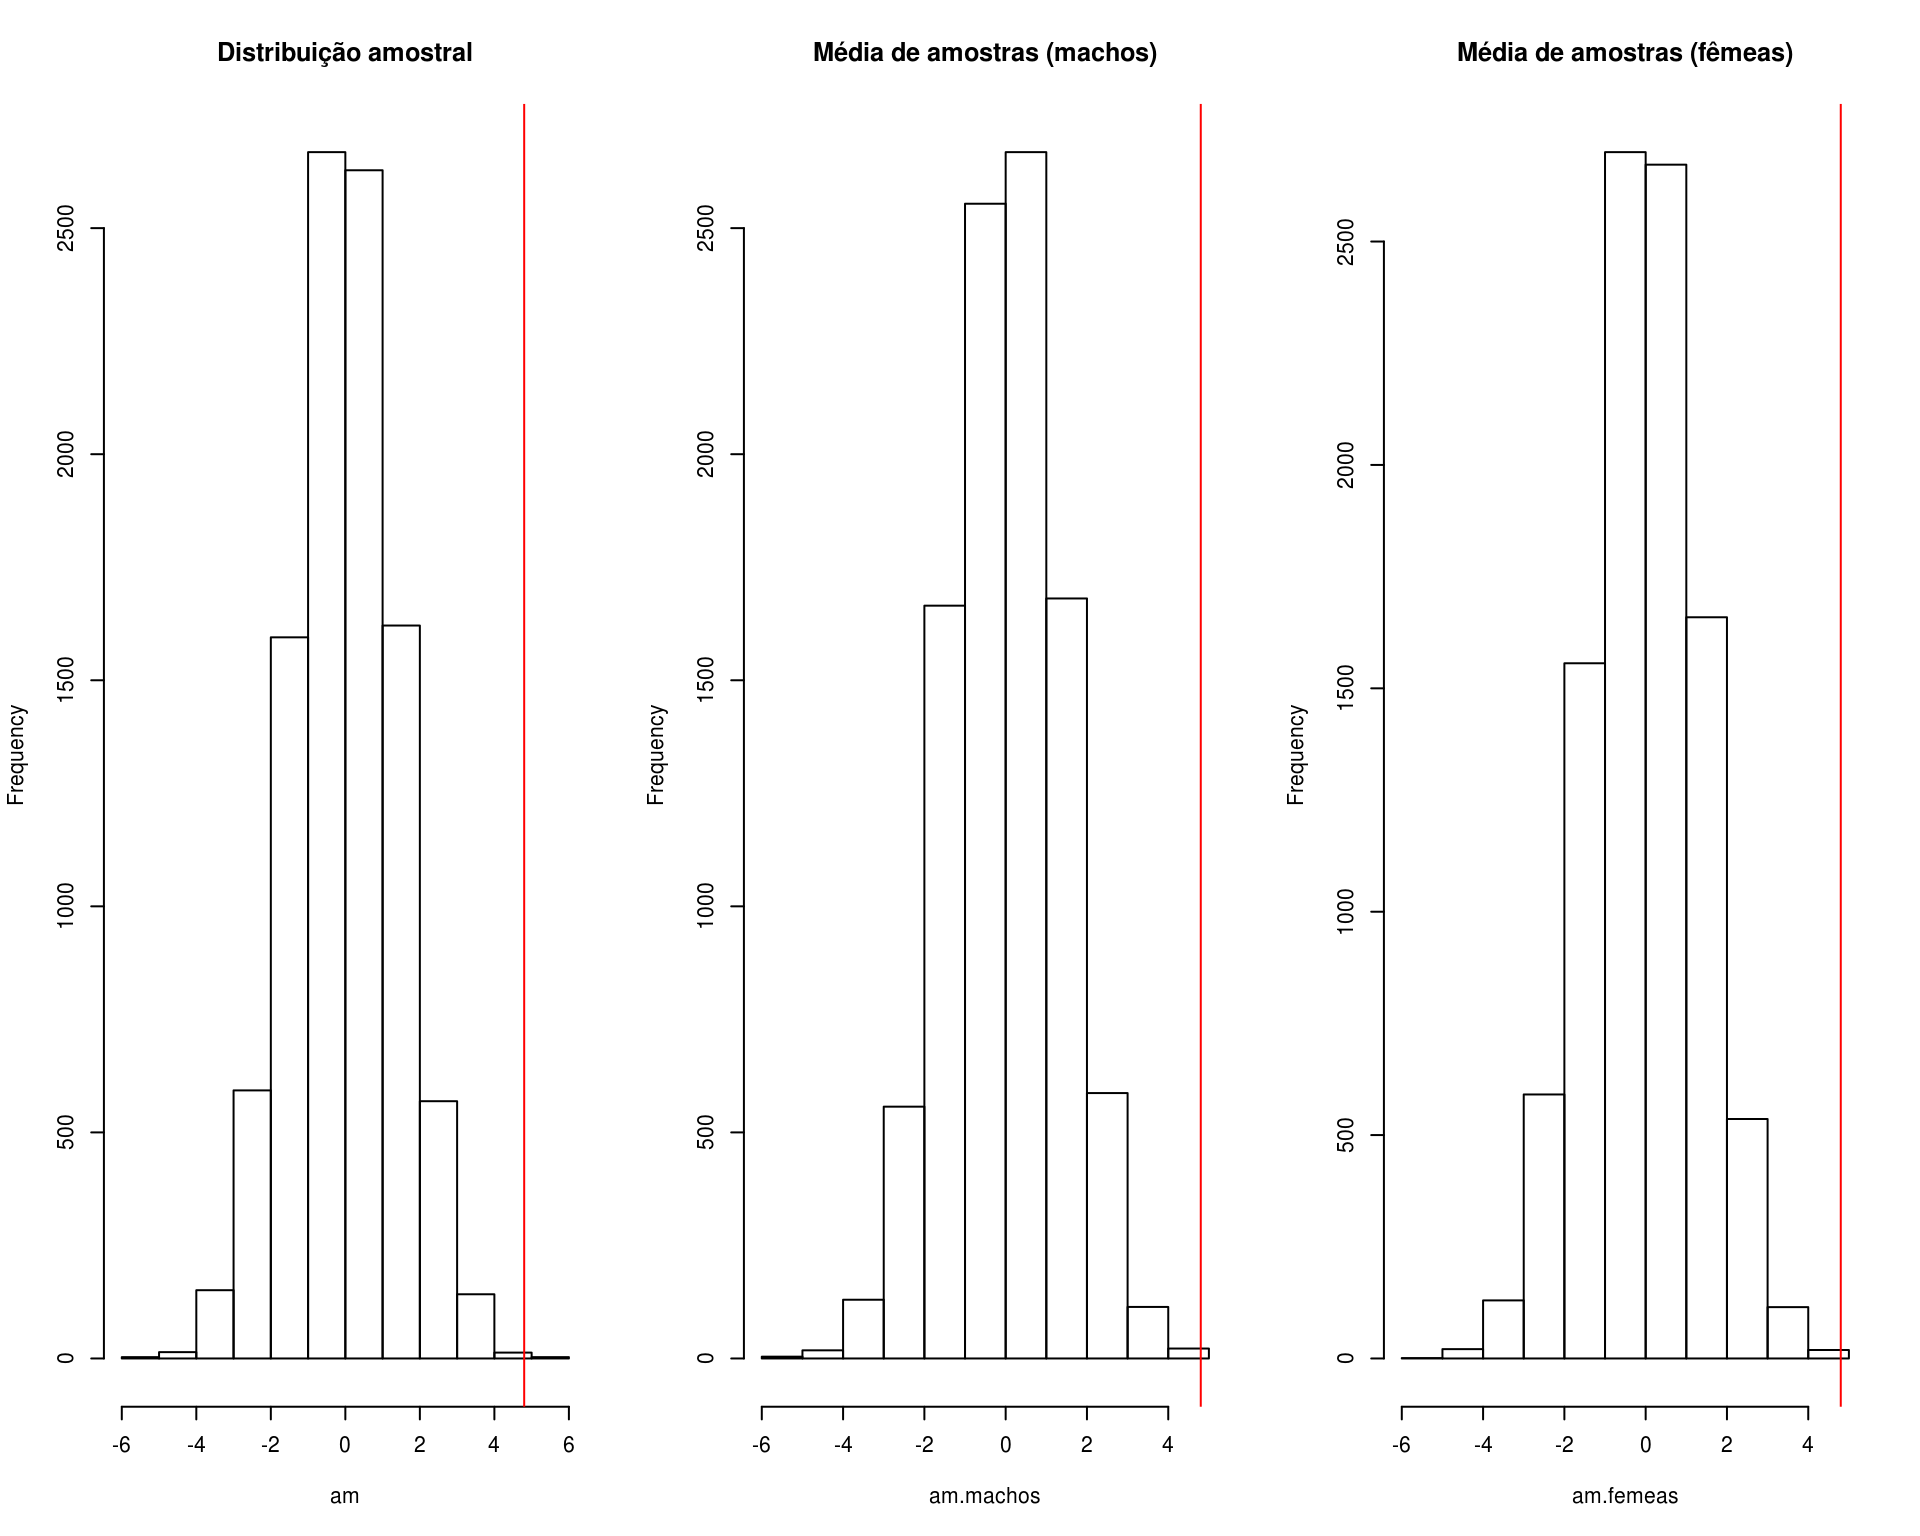 Distribuição amostral
Frequency
2500
2000
1500
1000
500
0
-6 -4 -2 0 2 4 6
am
Média de amostras (machos)
Frequency
2500
2000
1500
1000
500
0
-6 -4 -2 0 2 4
am.machos
Média de amostras (fêmeas)
Frequency
2500
2000
1500
1000
500
0
-6 -4 -2 0 2 4
am.femeas